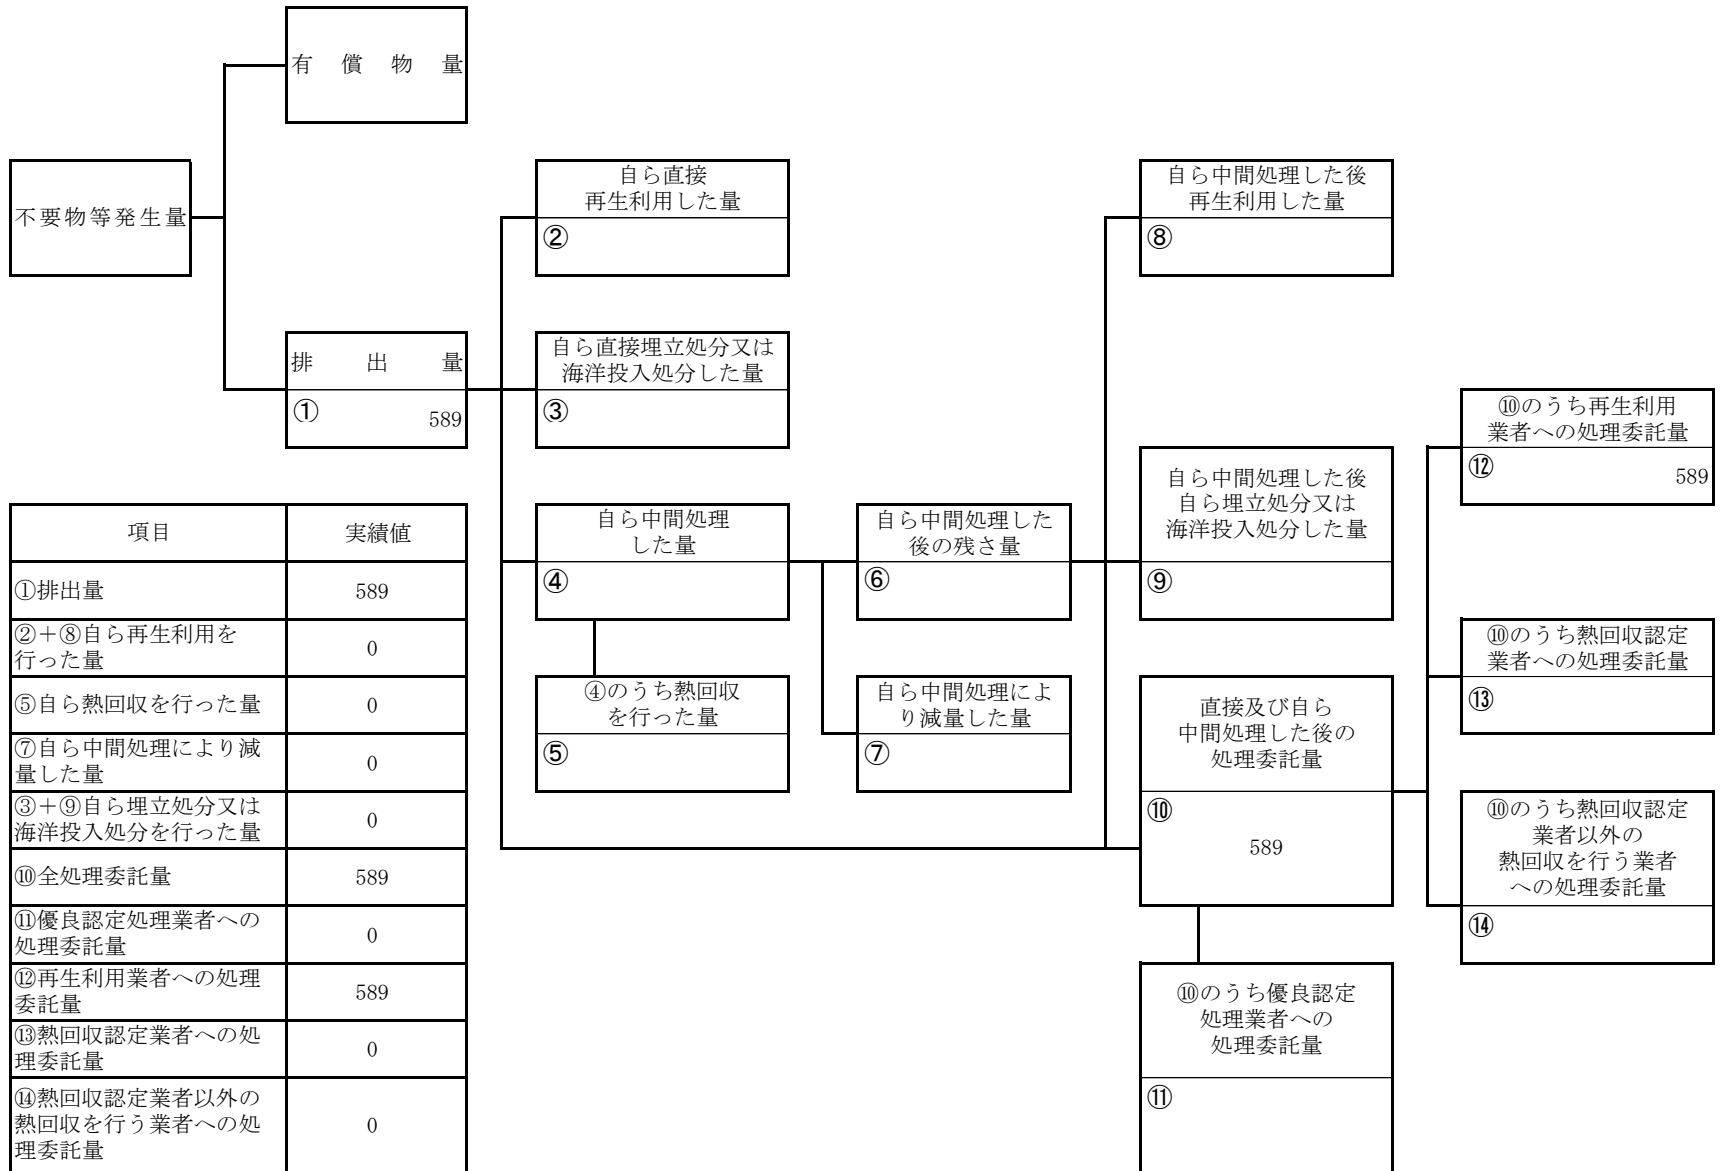 有償物量
不要物等発生量
自ら直接
再生利用した量
②
自ら中間処理した後
再生利用した量
⑧
排出量
① 589
自ら直接埋立処分又は
海洋投入処分した量
③
⑩のうち再生利用
業者への処理委託量
⑫ 589
自ら中間処理
した量
④
自ら中間処理した
後の残さ量
⑥
自ら中間処理した後
自ら埋立処分又は
海洋投入処分した量
⑨
⑩のうち熱回収認定
業者への処理委託量
⑬
④のうち熱回収
を行った量
⑤
自ら中間処理によ
り減量した量
⑦
直接及び自ら
中間処理した後の
処理委託量
⑩
589
⑩のうち熱回収認定
業者以外の
熱回収を行う業者
への処理委託量
⑭
⑩のうち優良認定
処理業者への
処理委託量
⑪
項目 実績値
①排出量 589
②+⑧自ら再生利用を
行った量 0
⑤自ら熱回収を行った量 0
⑦自ら中間処理により減
量した量 0
③+⑨自ら埋立処分又は
海洋投入処分を行った量 0
⑩全処理委託量 589
⑪優良認定処理業者への
処理委託量 0
⑫再生利用業者への処理
委託量 589
⑬熱回収認定業者への処
理委託量 0
⑭熱回収認定業者以外の
熱回収を行う業者への処
理委託量 0